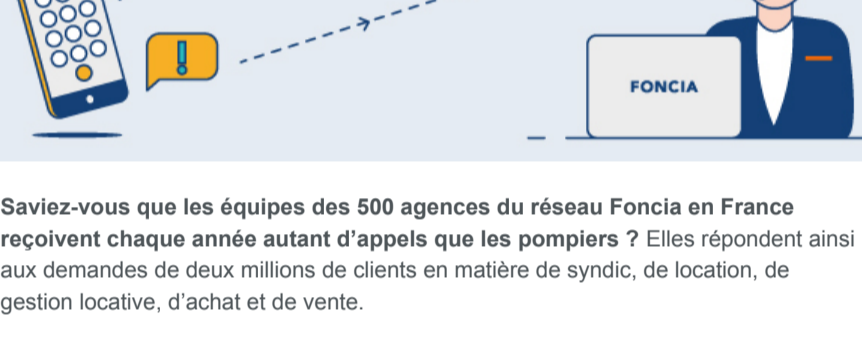 !
FONCIA
Saviez-vous que les équipes des 500 agences du réseau Foncia en France
reçoivent chaque année autant d’appels que les pompiers ? Elles répondent ainsi
aux demandes de deux millions de clients en matière de syndic, de location, de
gestion locative, d’achat et de vente.